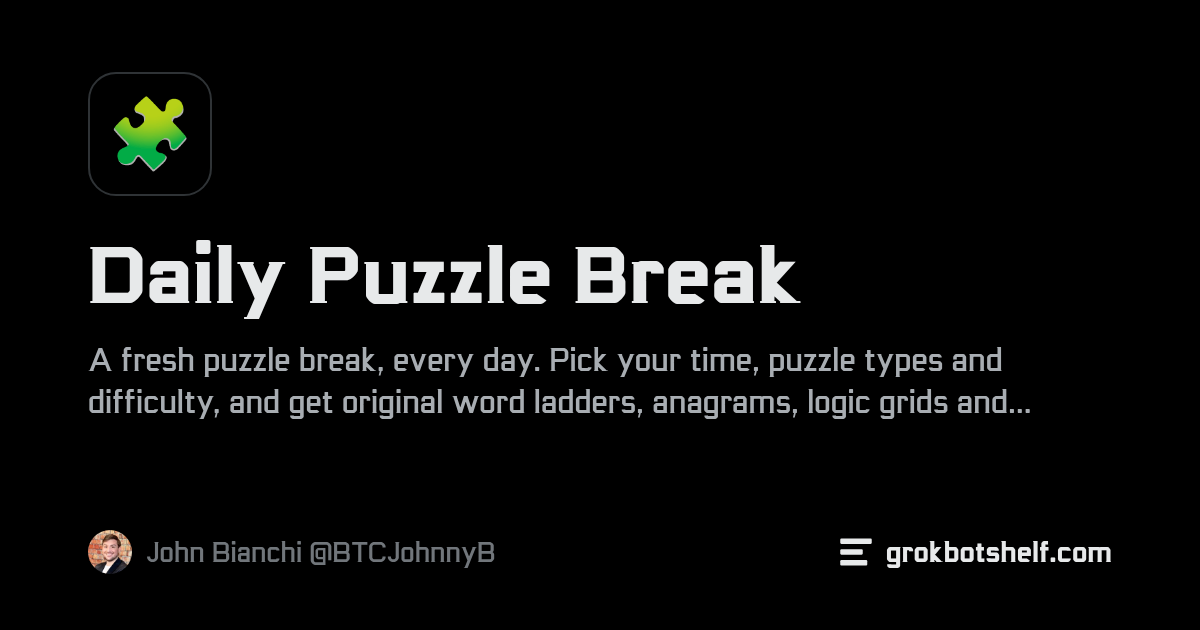 Daily Puzzle Break
A fresh puzzle break, every day. Pick your time, puzzle types and
difficulty, and get original word ladders, anagrams, logic grids and...
John Bianchi @BTCJohnnyB
grokbotshelf.com